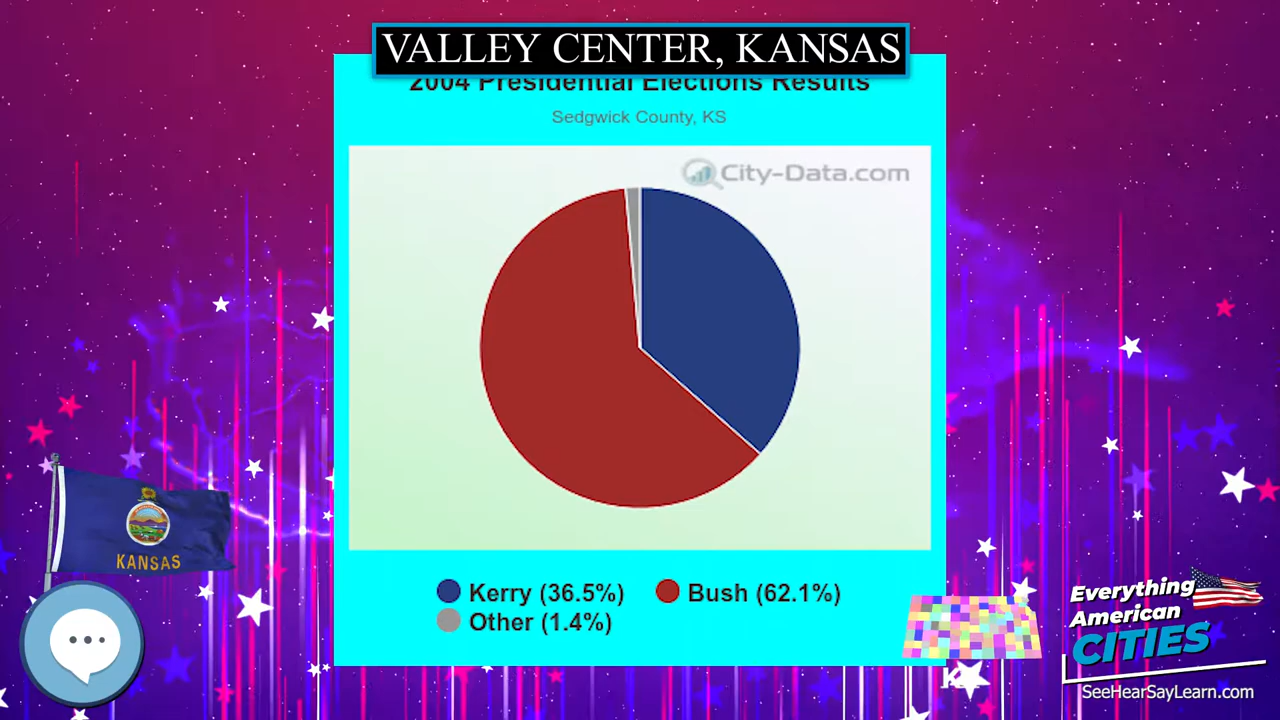 VALLEY CENTER, KANSAS
2004 Presidential Elections Results
Sedgwick County, KS
City-Data.com
Kerry (36.5%) Bush (62.1%)
Other (1.4%)
KANSAS
Everything
American
CITIES
SeeHearSayLearn.com